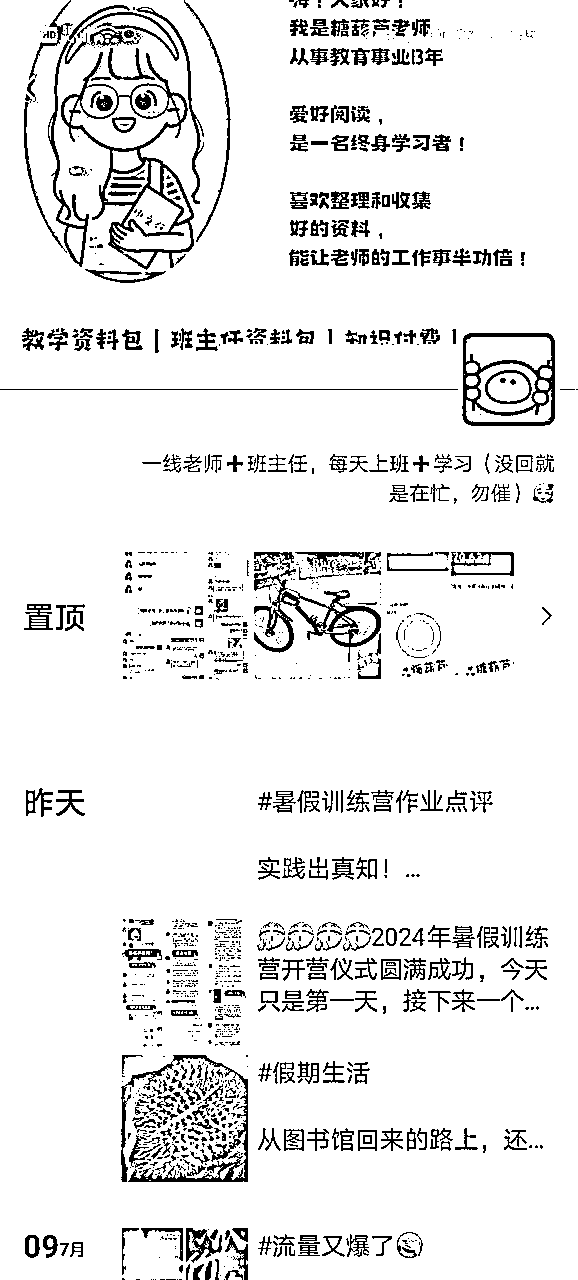 我是糖葫芦老师
从事教育事业13年
爱好阅读，
是一名终身学习者！
喜欢整理和收集
好的资料，
能让老师的工作事半功倍！
教学资料包 | 班主任资料包 | 知识付费 |
一线老师➕班主任，每天上班➕学习（没回就
是在忙，勿催）
置顶
昨天
#暑假训练营作业点评
实践出真知！...
2024年暑假训练
营开营仪式圆满成功，今天
只是第一天，接下来一个...
#假期生活
从图书馆回来的路上，还...
09 7月
#流量又爆了